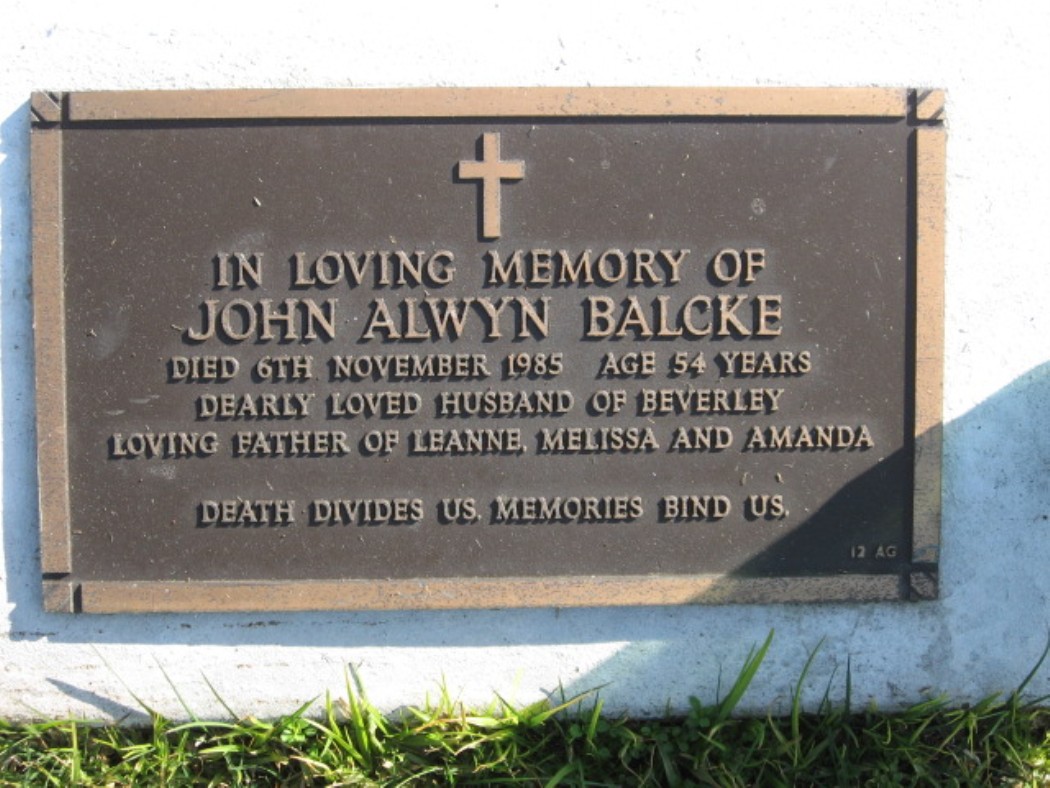 IN LOVING MEMORY OF
JOHN ALWYN BALCKE
DIED 6TH NOVEMBER 1985 AGE 54 YEARS
DEARLY LOVED HUSBAND OF BEVERLEY
LOVING FATHER OF LEANNE, MELISSA AND AMANDA
DEATH DIVIDES US, MEMORIES BIND US.
12 AG